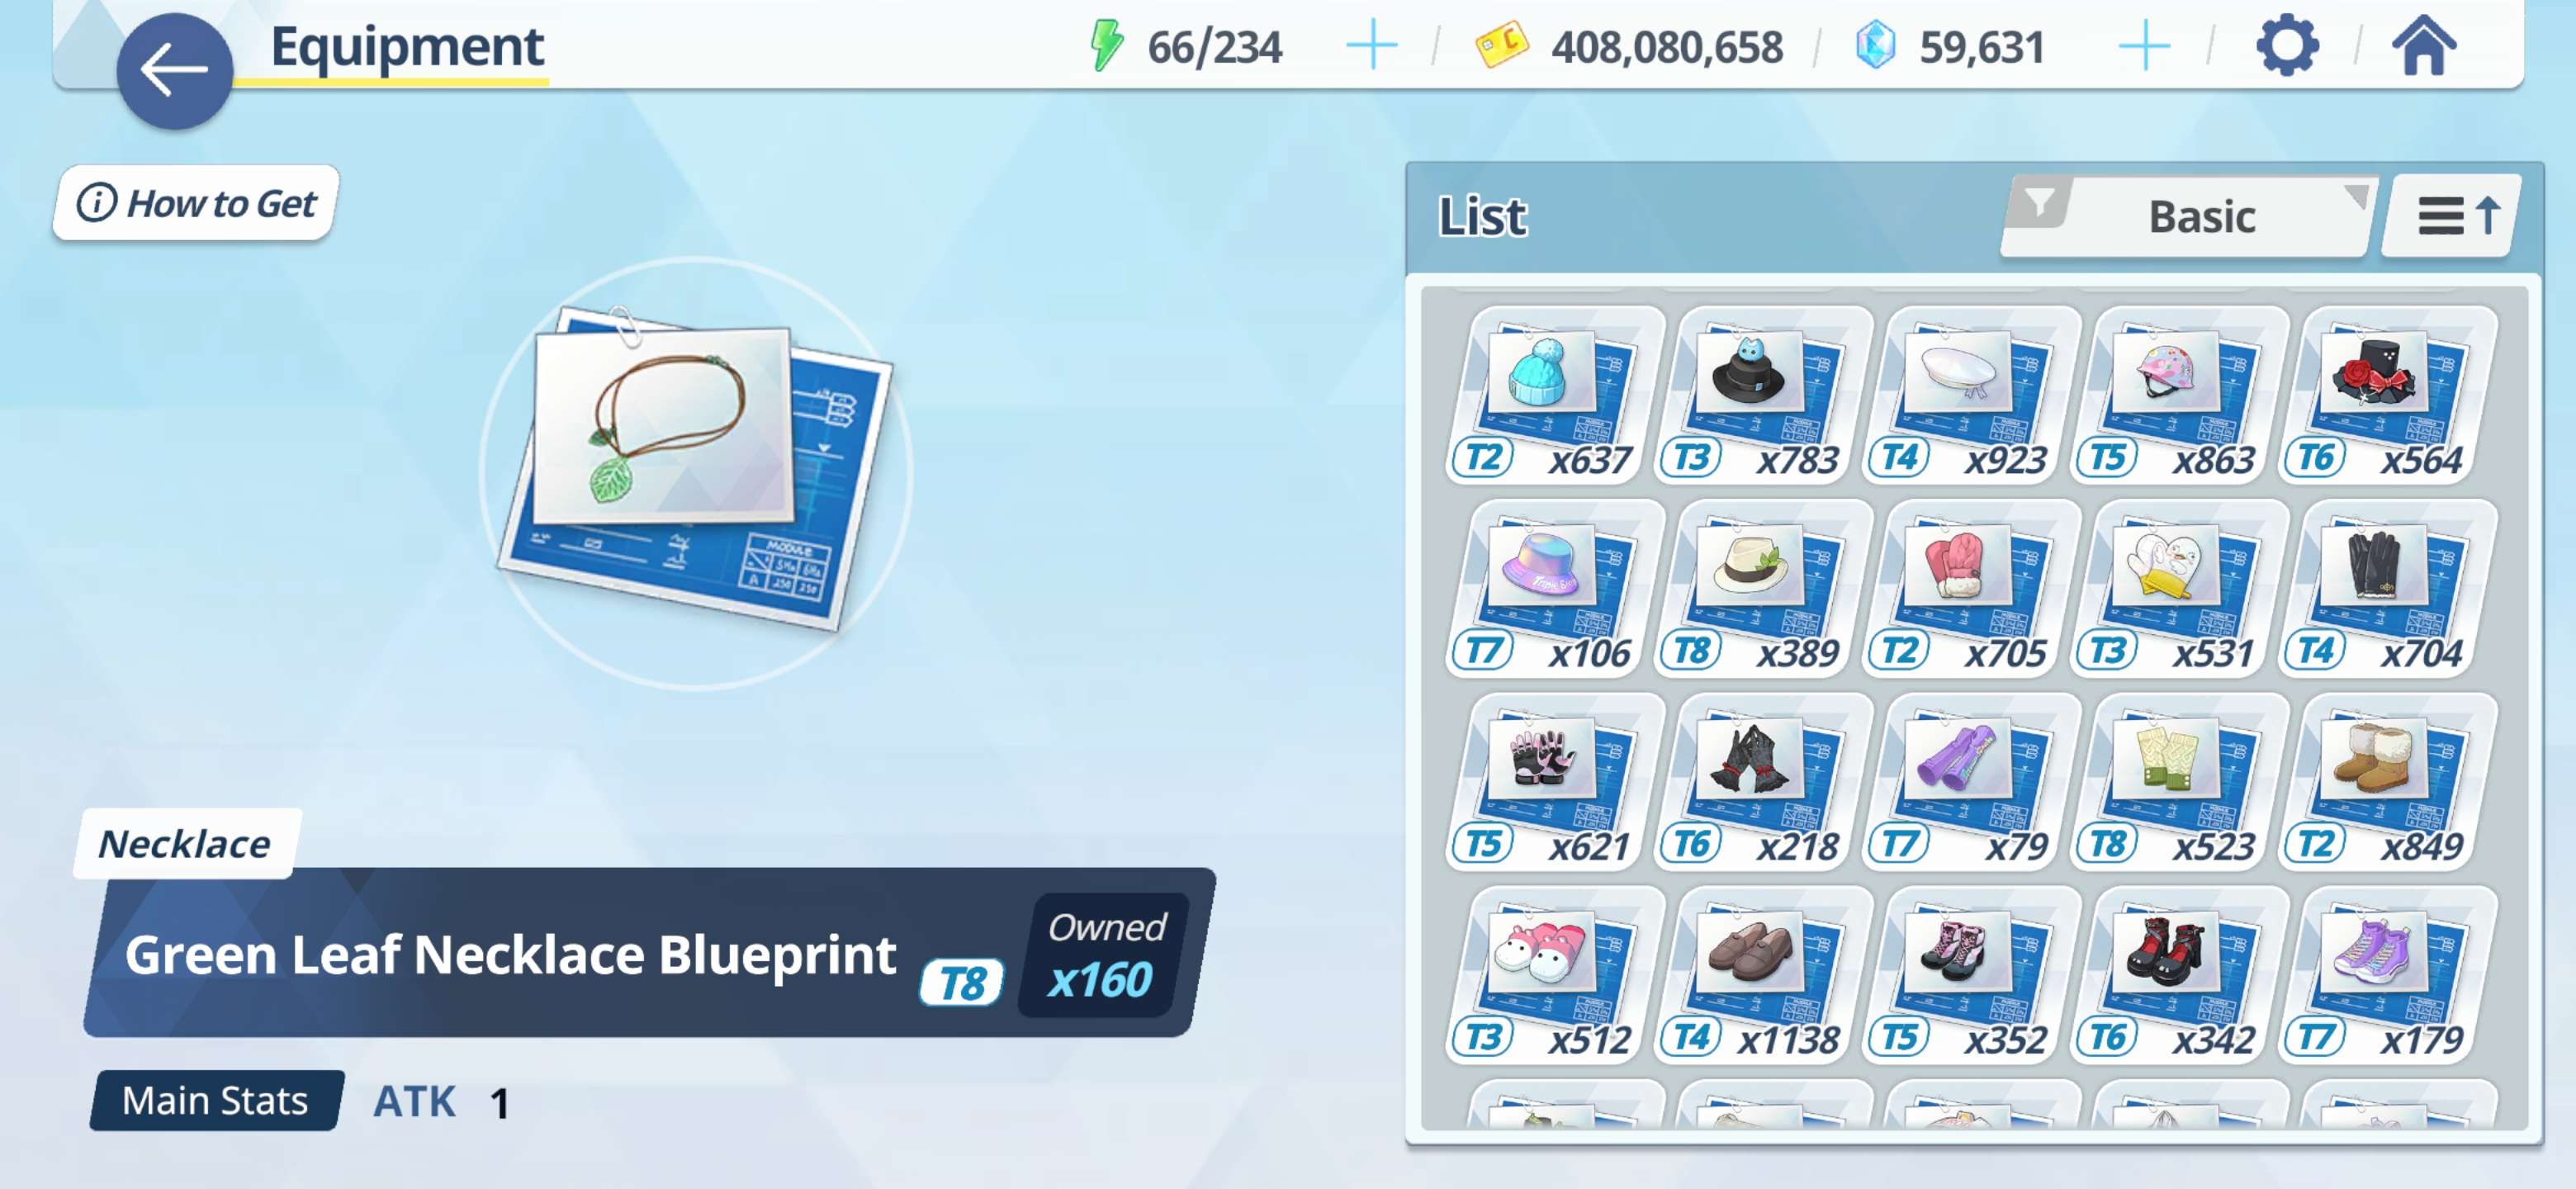 Equipment
66/234
408,080,658
59,631
How to Get
List
Basic
T2 x637
T3 x783
T4 x923
T5 x863
T6 x564
T7 x106
T8 x389
T2 x705
T3 x531
T4 x704
T5 x621
T6 x218
T7 x79
T8 x523
T2 x849
T3 x512
T4 x1138
T5 x352
T6 x342
T7 x179
MODULE
Necklace
Green Leaf Necklace Blueprint
T8
Owned
x160
Main Stats
ATK 1